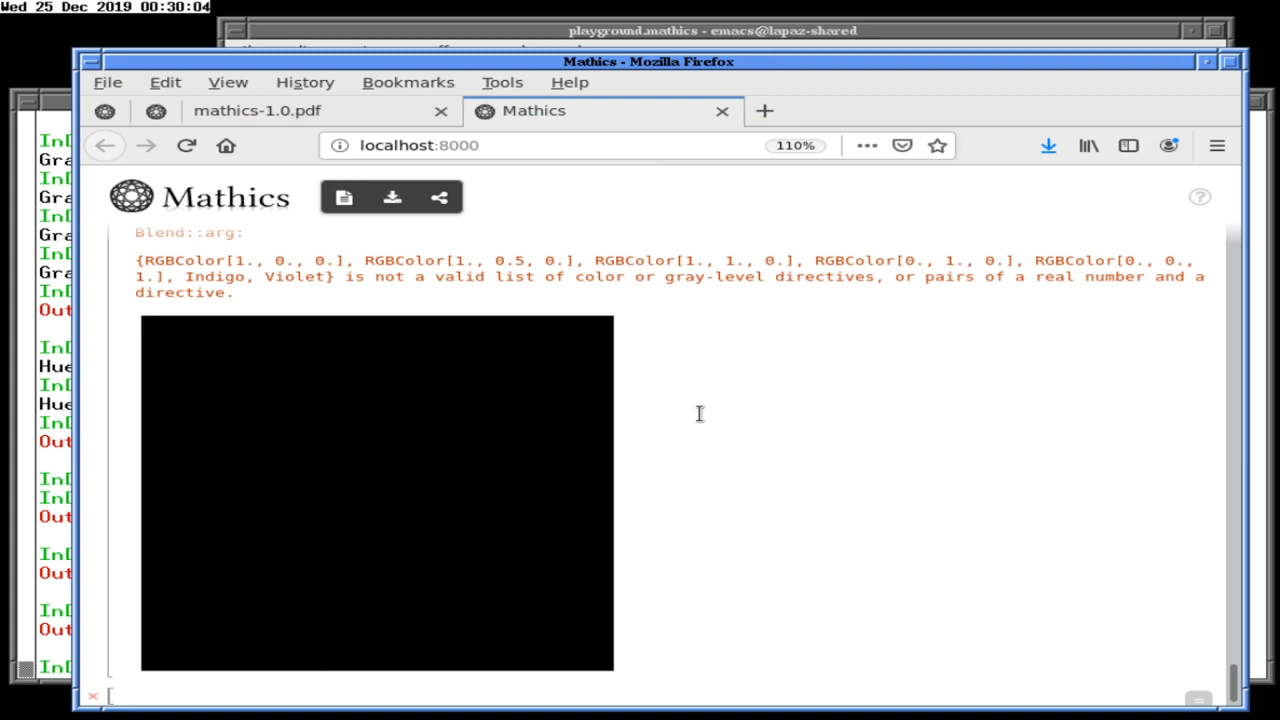 Wed 25 Dec 2019 00:30:04
playground.mathics - emacs@lapaz-shared
Mathics - Mozilla Firefox
File Edit View History Bookmarks Tools Help
mathics-1.0.pdf
Mathics
localhost:8000
110%
Mathics
Blend::arg:
{RGBColor[1., 0., 0.], RGBColor[1., 0.5, 0.], RGBColor[1., 1., 0.], RGBColor[0., 1., 0.], RGBColor[0., 0.,
1.], Indigo, Violet} is not a valid list of color or gray-level directives, or pairs of a real number and a
directive.
In[
Gra
In[
Gra
In[
Gra
In[
Gra
In[
Out
In[
Hue
In[
Hue
In[
Out
In[
In[
Out
In[
Out
In[
Out
In[